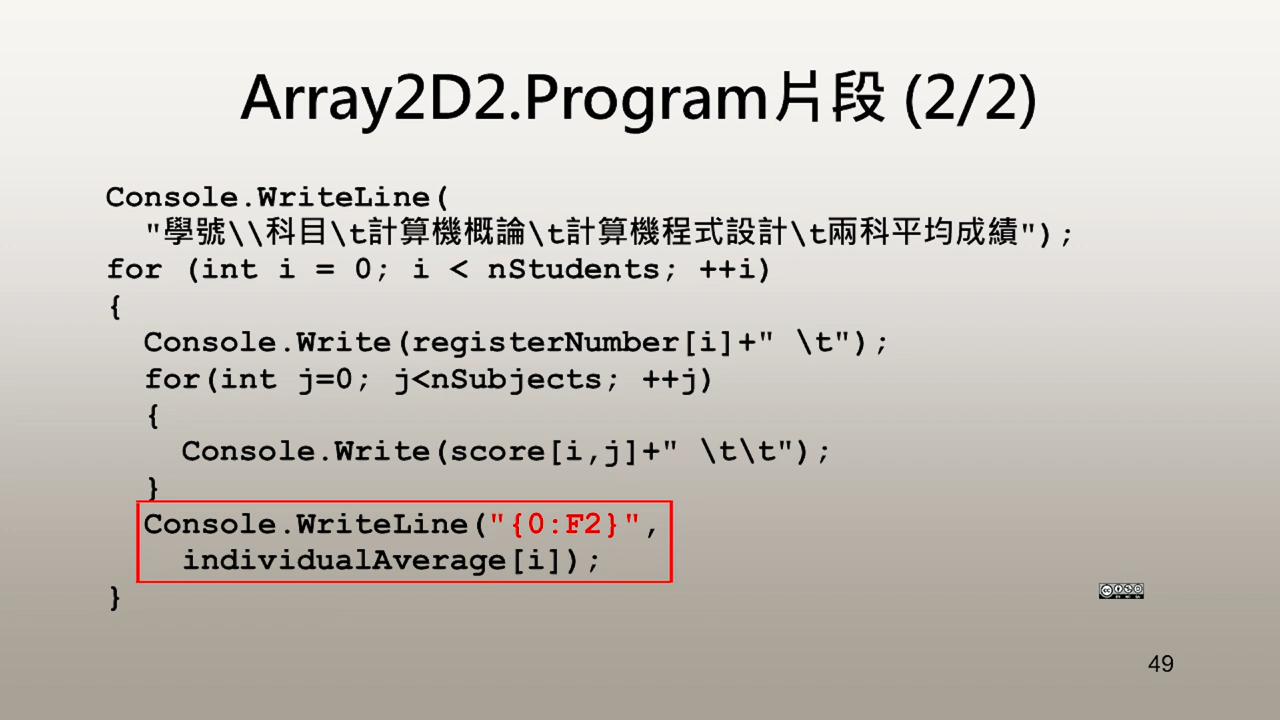 Array2D2.Program片段 (2/2)
Console.WriteLine(
"學號\\科目\t計算機概論\t計算機程式設計\t兩科平均成績");
for (int i = 0; i < nStudents; ++i)
{
Console.Write(registerNumber[i]+" \t");
for(int j=0; j<nSubjects; ++j)
{
Console.Write(score[i,j]+" \t\t");
}
Console.WriteLine("{0:F2}",
individualAverage[i]);
}
49